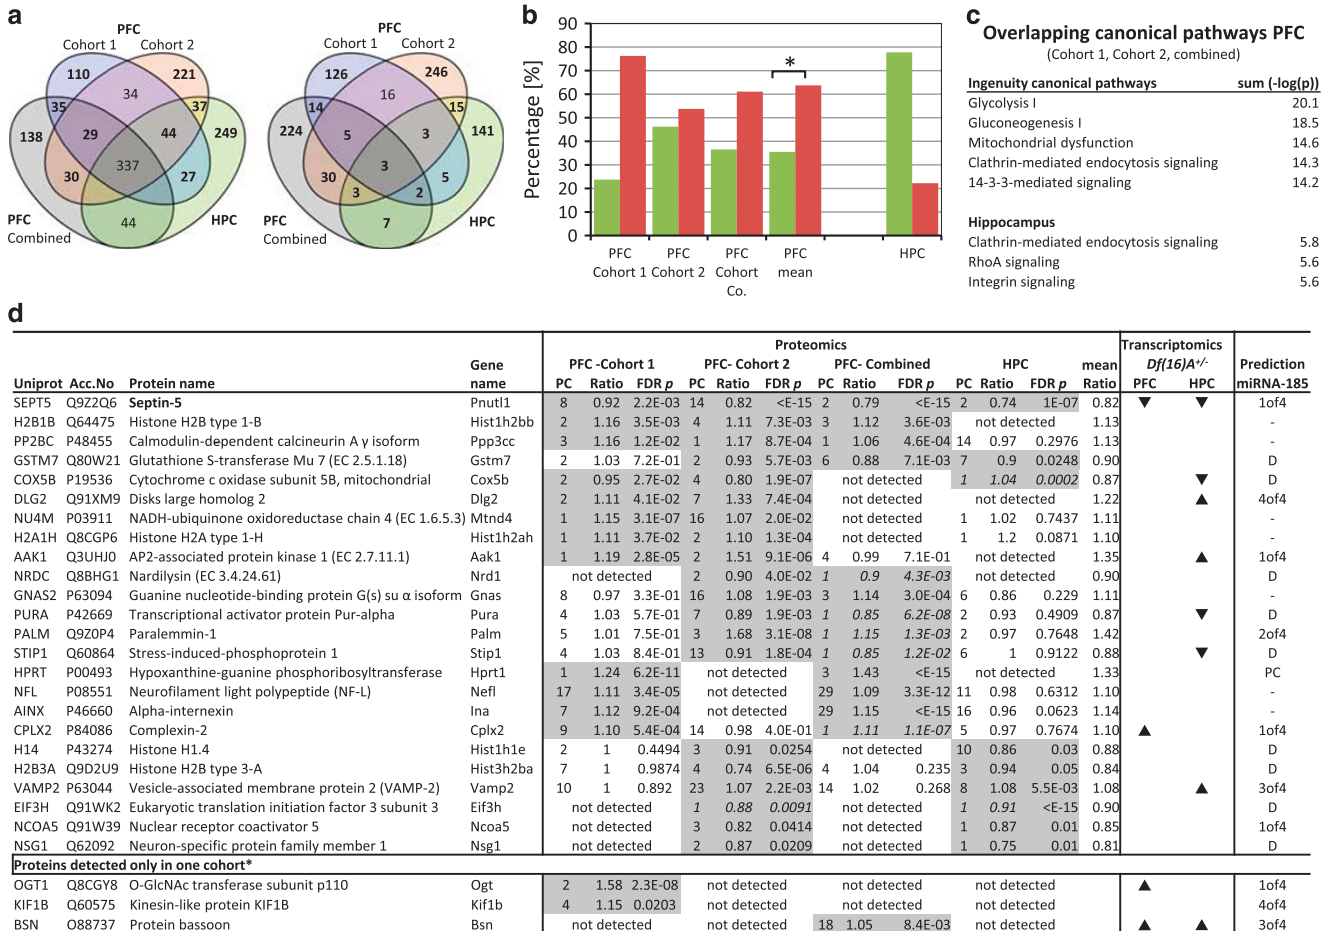 a
PFC
Cohort 1 Cohort 2
110 221
34
35 37
138 29 44 249
337
30 27
44
PFC
Combined
HPC
PFC
Cohort 1 Cohort 2
126 246
16
14 15
224 5 3 141
3
30 5
3 2
7
PFC
Combined
HPC
b
Percentage [%]
90
80
70
60
50
40
30
20
10
0
*
PFC Cohort 1
PFC Cohort 2
PFC Cohort Co.
PFC mean
HPC
c
Overlapping canonical pathways PFC
(Cohort 1, Cohort 2, combined)
Ingenuity canonical pathways sum (-log(p))
Glycolysis I 20.1
Gluconeogenesis I 18.5
Mitochondrial dysfunction 14.6
Clathrin-mediated endocytosis signaling 14.3
14-3-3-mediated signaling 14.2
Hippocampus
Clathrin-mediated endocytosis signaling 5.8
RhoA signaling 5.6
Integrin signaling 5.6
d
Proteomics Transcriptomics
Gene PFC -Cohort 1 PFC- Cohort 2 PFC- Combined HPC mean Df(16)A+/- Prediction
Uniprot Acc.No Protein name name PC Ratio FDR p PC Ratio FDR p PC Ratio FDR p PC Ratio FDR p Ratio PFC HPC miRNA-185
SEPT5 Q9Z2Q6 Septin-5 Pnutl1 8 0.92 2.2E-03 14 0.82 <E-15 2 0.79 <E-15 2 0.74 1E-07 0.82 ▼ ▼ 1of4
H2B1B Q64475 Histone H2B type 1-B Hist1h2bb 2 1.16 3.5E-03 4 1.11 7.3E-03 3 1.12 3.6E-03 not detected 1.13 -
PP2BC P48455 Calmodulin-dependent calcineurin A γ isoform Ppp3cc 3 1.16 1.2E-02 1 1.17 8.7E-04 1 1.06 4.6E-04 14 0.97 0.2976 1.13 -
GSTM7 Q80W21 Glutathione S-transferase Mu 7 (EC 2.5.1.18) Gstm7 2 1.03 7.2E-01 2 0.93 5.7E-03 6 0.88 7.1E-03 7 0.9 0.0248 0.90 D
COX5B P19536 Cytochrome c oxidase subunit 5B, mitochondrial Cox5b 2 0.95 2.7E-02 4 0.80 1.9E-07 not detected 1 1.04 0.0002 0.87 ▼ D
DLG2 Q91XM9 Disks large homolog 2 Dlg2 2 1.11 4.1E-02 7 1.33 7.4E-04 not detected not detected 1.22 ▲ 4of4
NU4M P03911 NADH-ubiquinone oxidoreductase chain 4 (EC 1.6.5.3) Mtnd4 1 1.15 3.1E-07 16 1.07 2.0E-02 not detected 1 1.02 0.7437 1.11 -
H2A1H Q8CGP6 Histone H2A type 1-H Hist1h2ah 1 1.11 3.7E-02 2 1.10 1.3E-04 not detected 1 1.2 0.0871 1.10 -
AAK1 Q3UHJ0 AP2-associated protein kinase 1 (EC 2.7.11.1) Aak1 1 1.19 2.8E-05 2 1.51 9.1E-06 4 0.99 7.1E-01 not detected 1.35 ▲ 1of4
NRDC Q8BHG1 Nardilysin (EC 3.4.24.61) Nrd1 not detected 2 0.90 4.0E-02 1 0.9 4.3E-03 not detected 0.90 D
GNAS2 P63094 Guanine nucleotide-binding protein G(s) su α isoform Gnas 8 0.97 3.3E-01 16 1.08 1.9E-03 3 1.14 3.0E-04 6 0.86 0.229 1.11 -
PURA P42669 Transcriptional activator protein Pur-alpha Pura 4 1.03 5.7E-01 7 0.89 1.9E-03 1 0.85 6.2E-08 2 0.93 0.4909 0.87 ▼ D
PALM Q9Z0P4 Paralemmin-1 Palm 5 1.01 7.5E-01 3 1.68 3.1E-08 1 1.15 1.3E-03 2 0.97 0.7648 1.42 2of4
STIP1 Q60864 Stress-induced-phosphoprotein 1 Stip1 4 1.03 8.4E-01 13 0.91 1.8E-04 1 0.85 1.2E-02 6 1 0.9122 0.88 ▼ D
HPRT P00493 Hypoxanthine-guanine phosphoribosyltransferase Hprt1 1 1.24 6.2E-11 not detected 3 1.43 <E-15 not detected 1.33 PC
NFL P08551 Neurofilament light polypeptide (NF-L) Nefl 17 1.11 3.4E-05 not detected 29 1.09 3.3E-12 11 0.98 0.6312 1.10 -
AINX P46660 Alpha-internexin Ina 7 1.12 9.2E-04 not detected 29 1.15 <E-15 16 0.96 0.0623 1.14 -
CPLX2 P84086 Complexin-2 Cplx2 9 1.10 5.4E-04 14 0.98 4.0E-01 1 1.11 1.1E-07 5 0.97 0.7674 1.10 ▲ 1of4
H14 P43274 Histone H1.4 Hist1h1e 2 1 0.4494 3 0.91 0.0254 not detected 10 0.86 0.03 0.88 D
H2B3A Q9D2U9 Histone H2B type 3-A Hist3h2ba 7 1 0.9874 4 0.74 6.5E-06 4 1.04 0.235 3 0.94 0.05 0.84 D
VAMP2 P63044 Vesicle-associated membrane protein 2 (VAMP-2) Vamp2 10 1 0.892 23 1.07 2.2E-03 14 1.02 0.268 8 1.08 5.5E-03 1.08 ▲ 3of4
EIF3H Q91WK2 Eukaryotic translation initiation factor 3 subunit 3 Eif3h not detected 1 0.88 0.0091 not detected 1 0.91 <E-15 0.90 D
NCOA5 Q91W39 Nuclear receptor coactivator 5 Ncoa5 not detected 3 0.82 0.0414 not detected 1 0.87 0.01 0.85 1of4
NSG1 Q62092 Neuron-specific protein family member 1 Nsg1 not detected 2 0.87 0.0209 not detected 1 0.75 0.01 0.81 D
Proteins detected only in one cohort*
OGT1 Q8CGY8 O-GlcNAc transferase subunit p110 Ogt 2 1.58 2.3E-08 not detected not detected not detected ▲ 1of4
KIF1B Q60575 Kinesin-like protein KIF1B Kif1b 4 1.15 0.0203 not detected not detected not detected 4of4
BSN O88737 Protein bassoon Bsn not detected not detected 18 1.05 8.4E-03 not detected ▲ ▲ 3of4